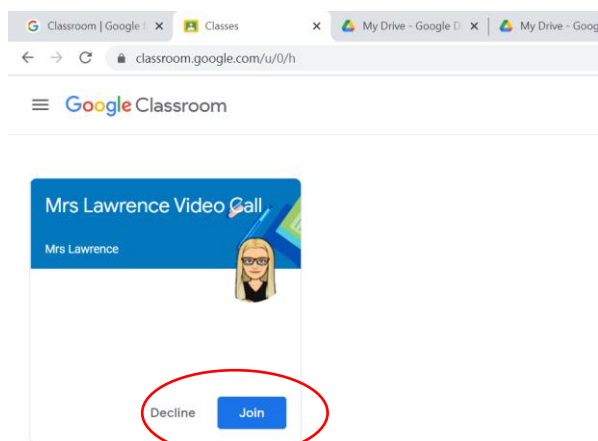 Classroom | Google f
Classes
My Drive - Google D
My Drive - Goog
classroom.google.com/u/0/h
Google Classroom
Mrs Lawrence Video Call
Mrs Lawrence
Decline
Join